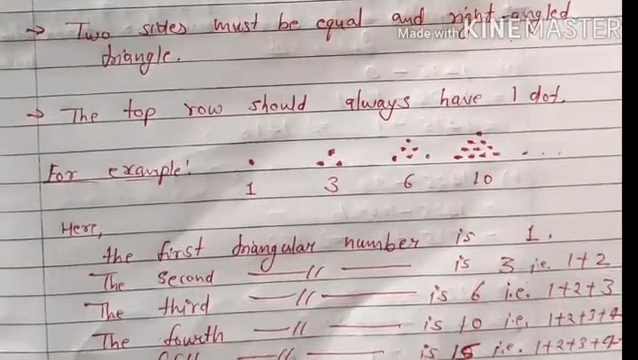 → Two sides must be equal and right-angled
triangle.
Made with KINEMASTER
→ The top row should always have 1 dot.
For example:
1 3 6 10
Here,
the first triangular number is 1.
The second —〃— is 3 i.e. 1+2
The third —〃— is 6 i.e. 1+2+3
The fourth —〃— is 10 i.e. 1+2+3+4
—〃— is 15 i.e. 1+2+3+4